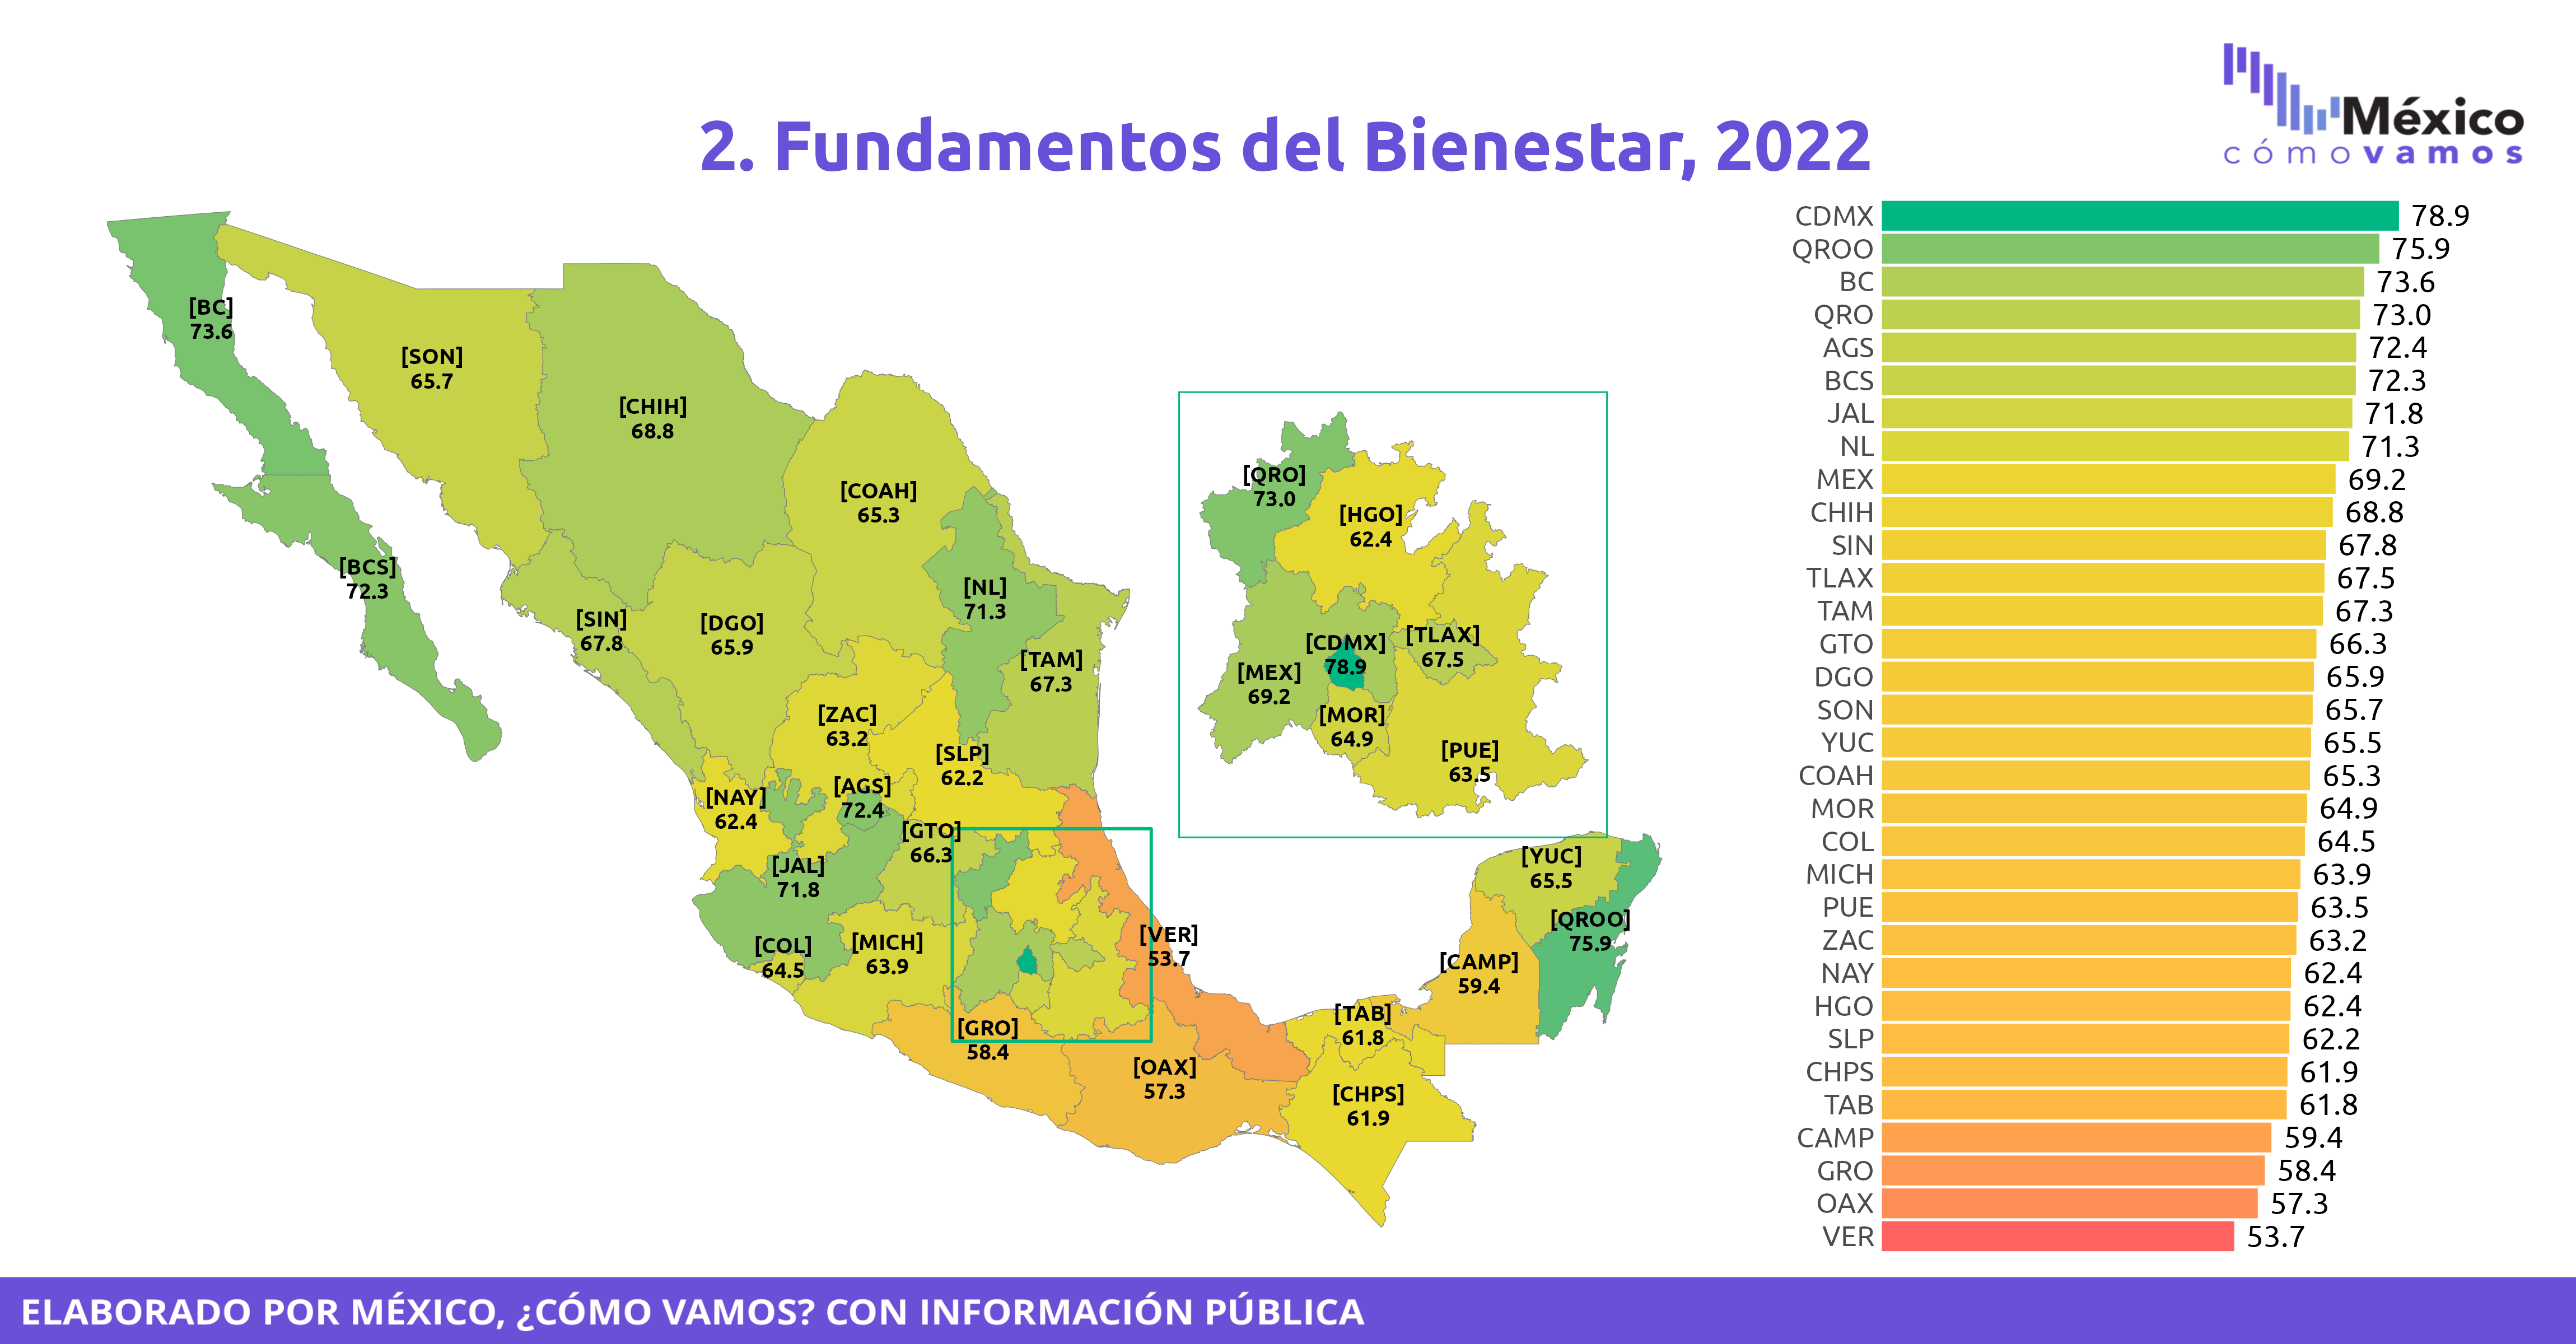 México
cómovamos
2. Fundamentos del Bienestar, 2022
[BC]
73.6
[SON]
65.7
[CHIH]
68.8
[COAH]
65.3
[BCS]
72.3
[SIN]
67.8
[DGO]
65.9
[NL]
71.3
[TAM]
67.3
[ZAC]
63.2
[SLP]
62.2
[NAY]
62.4
[AGS]
72.4
[GTO]
66.3
[JAL]
71.8
[COL]
64.5
[MICH]
63.9
[GRO]
58.4
[VER]
53.7
[OAX]
57.3
[TAB]
61.8
[CHPS]
61.9
[CAMP]
59.4
[YUC]
65.5
[QROO]
75.9
[QRO]
73.0
[HGO]
62.4
[CDMX]
78.9
[TLAX]
67.5
[MEX]
69.2
[MOR]
64.9
[PUE]
63.5
CDMX 78.9
QROO 75.9
BC 73.6
QRO 73.0
AGS 72.4
BCS 72.3
JAL 71.8
NL 71.3
MEX 69.2
CHIH 68.8
SIN 67.8
TLAX 67.5
TAM 67.3
GTO 66.3
DGO 65.9
SON 65.7
YUC 65.5
COAH 65.3
MOR 64.9
COL 64.5
MICH 63.9
PUE 63.5
ZAC 63.2
NAY 62.4
HGO 62.4
SLP 62.2
CHPS 61.9
TAB 61.8
CAMP 59.4
GRO 58.4
OAX 57.3
VER 53.7
ELABORADO POR MÉXICO, ¿CÓMO VAMOS? CON INFORMACIÓN PÚBLICA